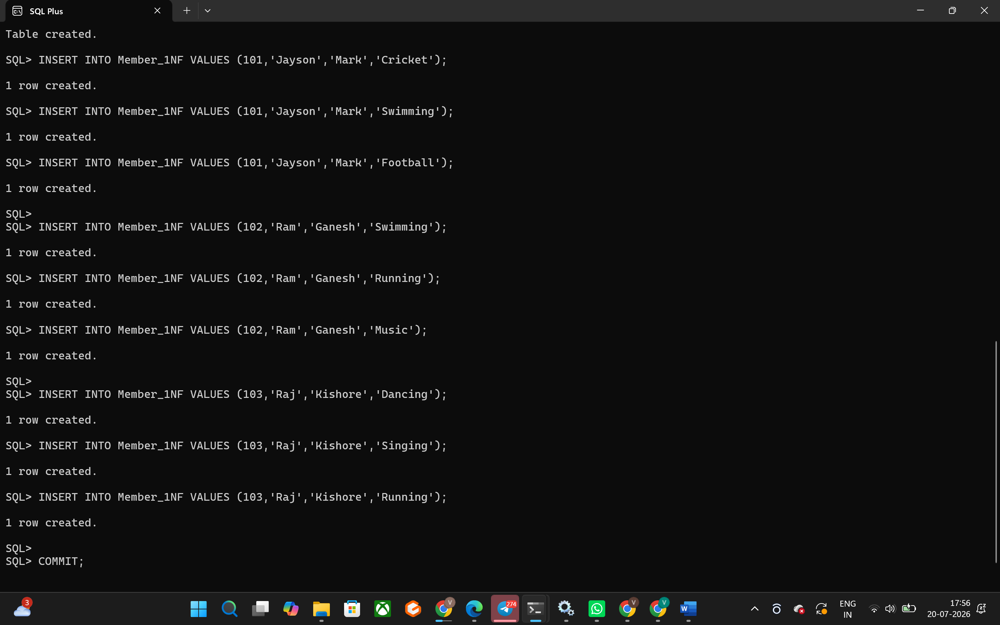 SQL Plus
Table created.
SQL> INSERT INTO Member_1NF VALUES (101,'Jayson','Mark','Cricket');
1 row created.
SQL> INSERT INTO Member_1NF VALUES (101,'Jayson','Mark','Swimming');
1 row created.
SQL> INSERT INTO Member_1NF VALUES (101,'Jayson','Mark','Football');
1 row created.
SQL>
SQL> INSERT INTO Member_1NF VALUES (102,'Ram','Ganesh','Swimming');
1 row created.
SQL> INSERT INTO Member_1NF VALUES (102,'Ram','Ganesh','Running');
1 row created.
SQL> INSERT INTO Member_1NF VALUES (102,'Ram','Ganesh','Music');
1 row created.
SQL>
SQL> INSERT INTO Member_1NF VALUES (103,'Raj','Kishore','Dancing');
1 row created.
SQL> INSERT INTO Member_1NF VALUES (103,'Raj','Kishore','Singing');
1 row created.
SQL> INSERT INTO Member_1NF VALUES (103,'Raj','Kishore','Running');
1 row created.
SQL>
SQL> COMMIT;
3
V
274
V
V
W
ENG
IN
17:56
20-07-2026